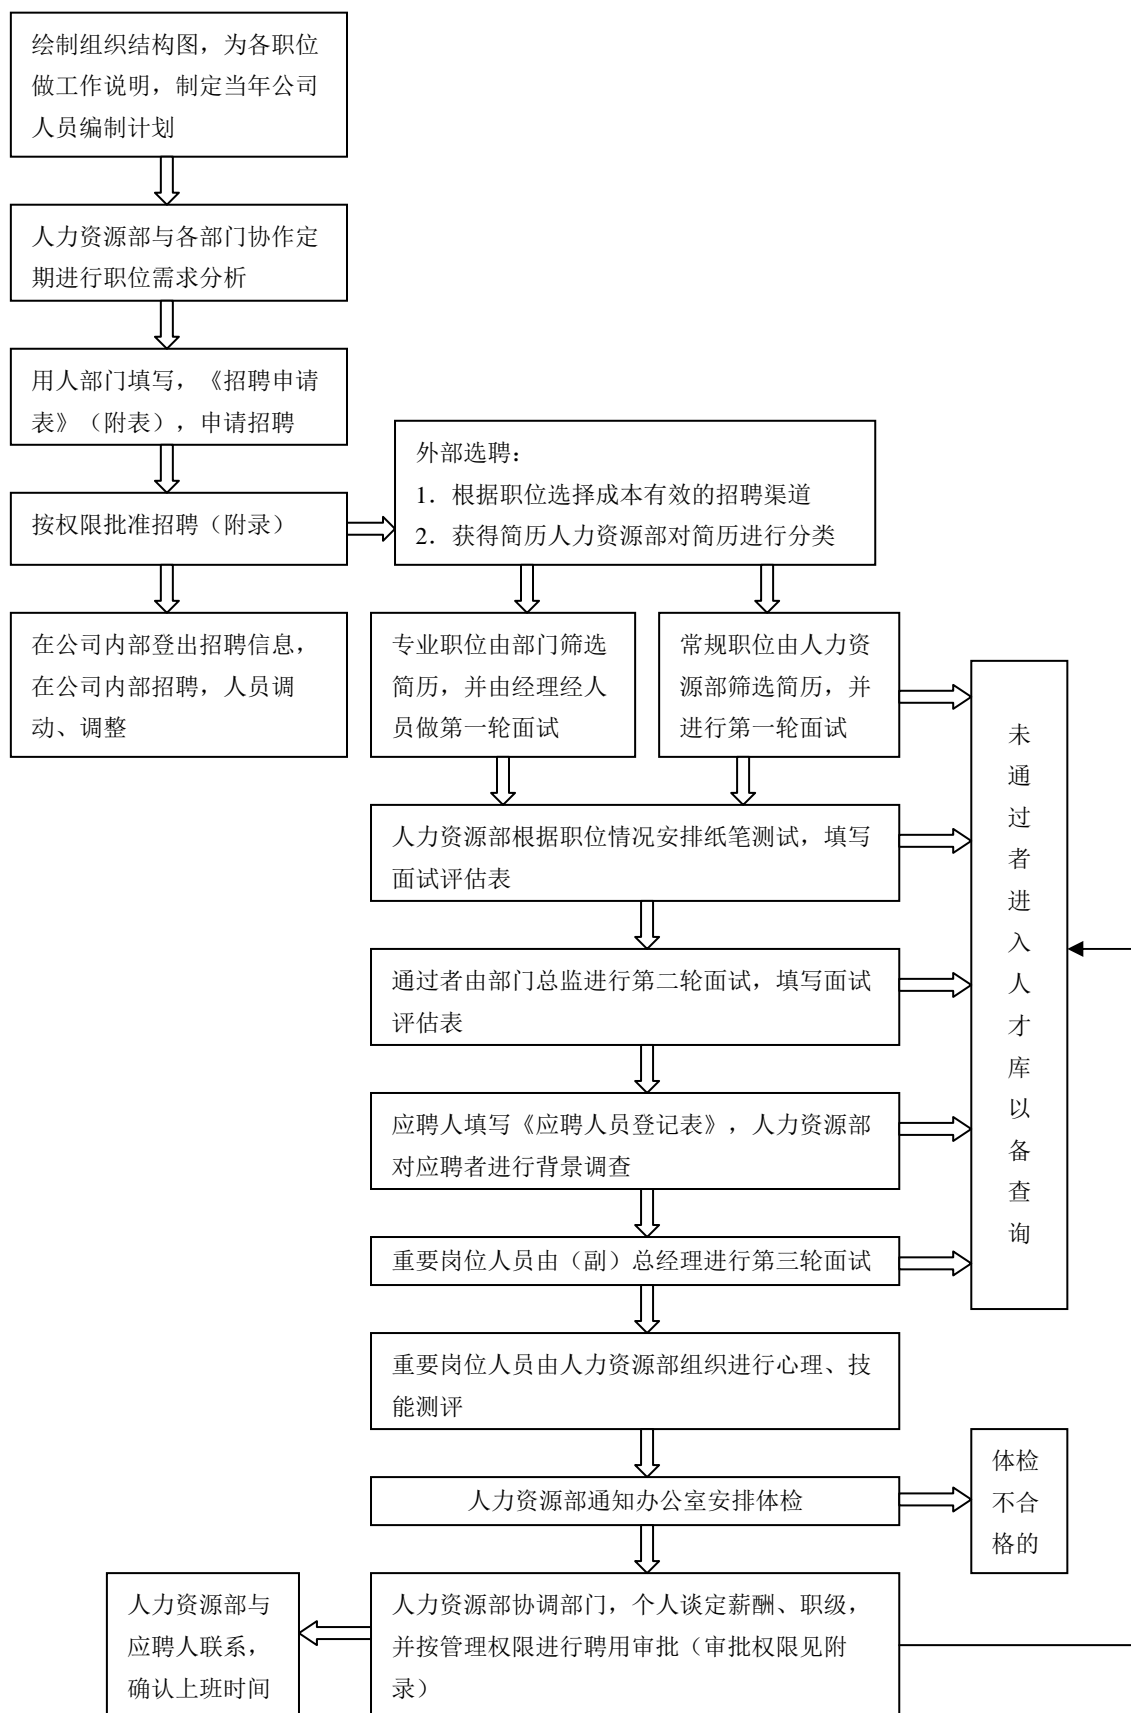 绘制组织结构图，为各职位
做工作说明，制定当年公司
人员编制计划
人力资源部与各部门协作定
期进行职位需求分析
用人部门填写，《招聘申请
表》（附表），申请招聘
按权限批准招聘（附录）
外部选聘：
1．根据职位选择成本有效的招聘渠道
2．获得简历人力资源部对简历进行分类
在公司内部登出招聘信息，
在公司内部招聘，人员调
动、调整
专业职位由部门筛选
简历，并由经理经人
员做第一轮面试
常规职位由人力资
源部筛选简历，并
进行第一轮面试
未
通
过
者
进
入
人
才
库
以
备
查
询
人力资源部根据职位情况安排纸笔测试，填写
面试评估表
通过者由部门总监进行第二轮面试，填写面试
评估表
应聘人填写《应聘人员登记表》，人力资源部
对应聘者进行背景调查
重要岗位人员由（副）总经理进行第三轮面试
重要岗位人员由人力资源部组织进行心理、技
能测评
人力资源部通知办公室安排体检
体检
不合
格的
人力资源部与
应聘人联系，
确认上班时间
人力资源部协调部门，个人谈定薪酬、职级，
并按管理权限进行聘用审批（审批权限见附
录）